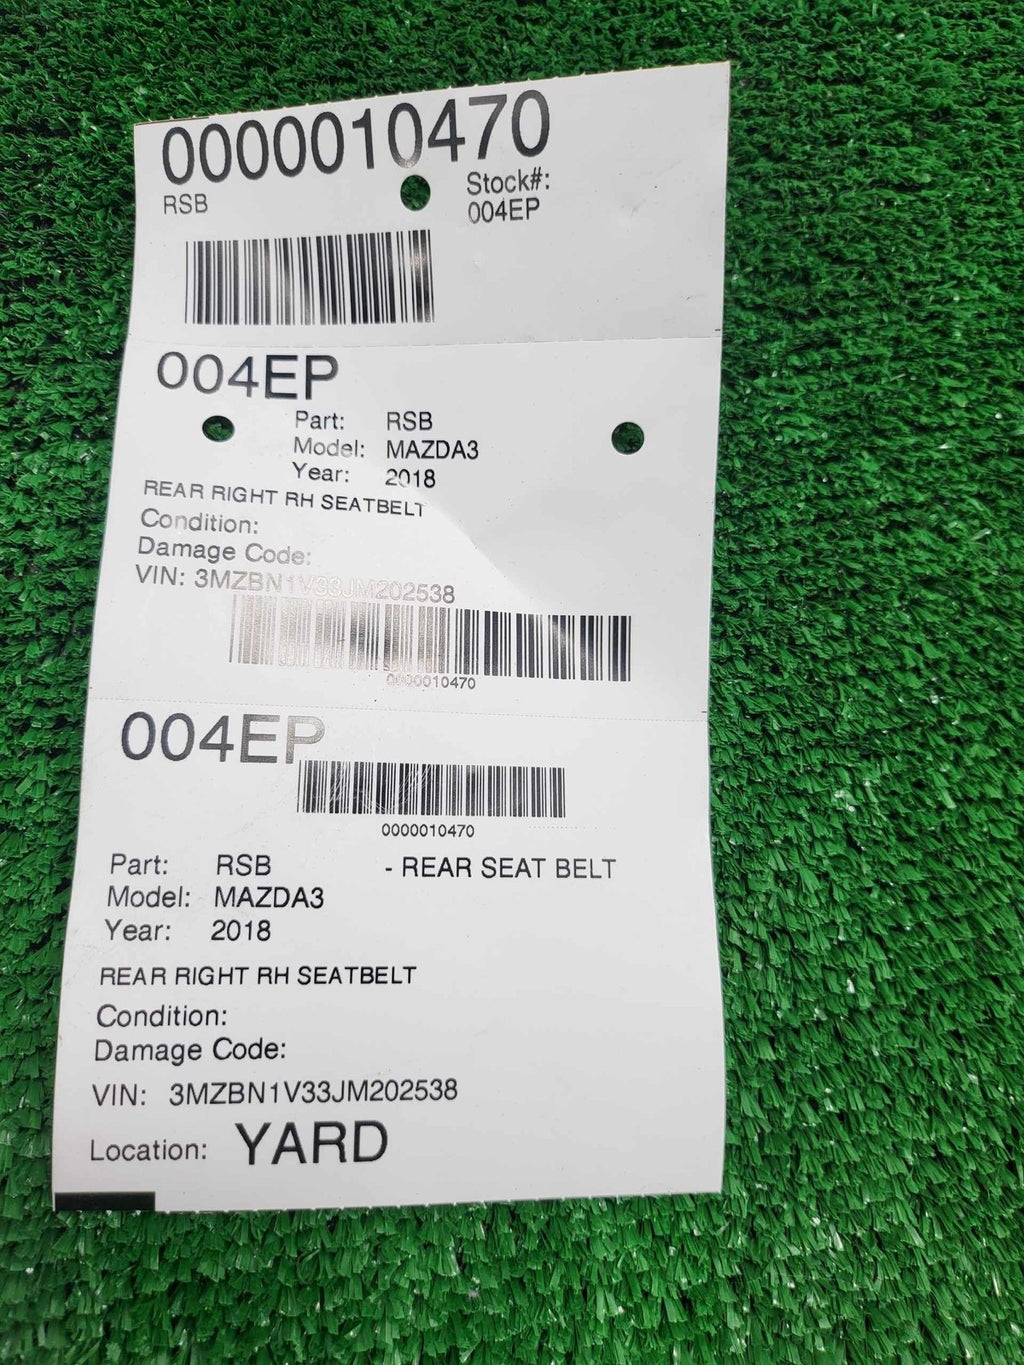 0000010470
RSB
Stock#:
004EP
004EP
Part: RSB
Model: MAZDA3
Year: 2018
REAR RIGHT RH SEATBELT
Condition:
Damage Code:
VIN: 3MZBN1V33JM202538
0000010470
004EP
0000010470
Part: RSB - REAR SEAT BELT
Model: MAZDA3
Year: 2018
REAR RIGHT RH SEATBELT
Condition:
Damage Code:
VIN: 3MZBN1V33JM202538
Location: YARD